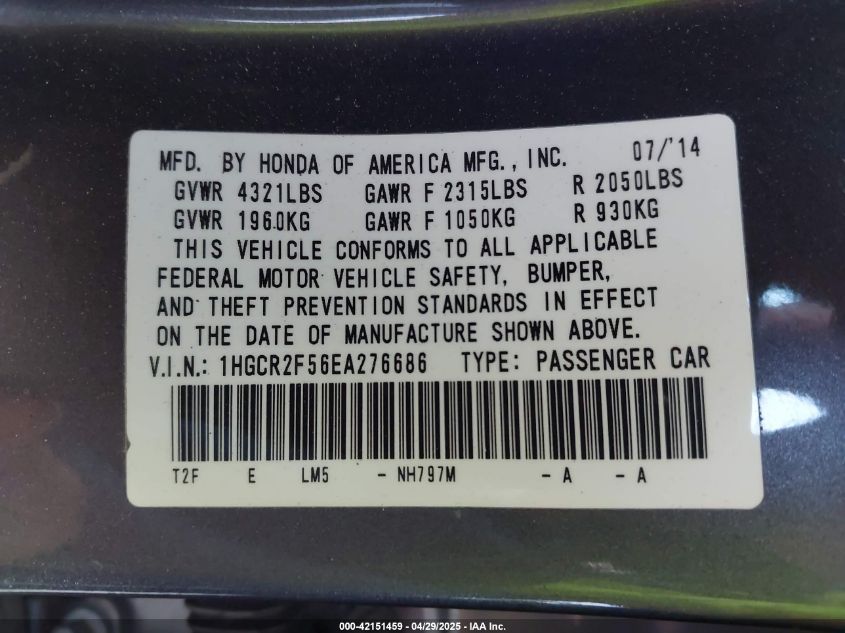 MFD. BY HONDA OF AMERICA MFG., INC. 07/'14
GVWR 4321LBS GAWR F 2315LBS R 2050LBS
GVWR 1960KG GAWR F 1050KG R 930KG
THIS VEHICLE CONFORMS TO ALL APPLICABLE
FEDERAL MOTOR VEHICLE SAFETY, BUMPER,
AND THEFT PREVENTION STANDARDS IN EFFECT
ON THE DATE OF MANUFACTURE SHOWN ABOVE.
V.I.N.: 1HGCR2F56EA276686 TYPE: PASSENGER CAR
T2F E LM5 - NH797M - A - A
000-42151459 - 04/29/2025 - IAA Inc.